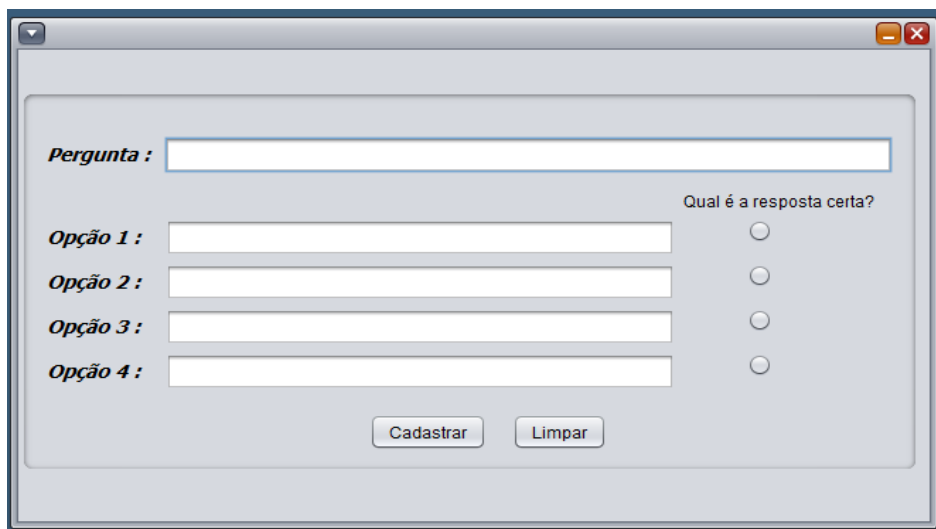 Pergunta :
Qual é a resposta certa?
Opção 1 :
Opção 2 :
Opção 3 :
Opção 4 :
Cadastrar Limpar